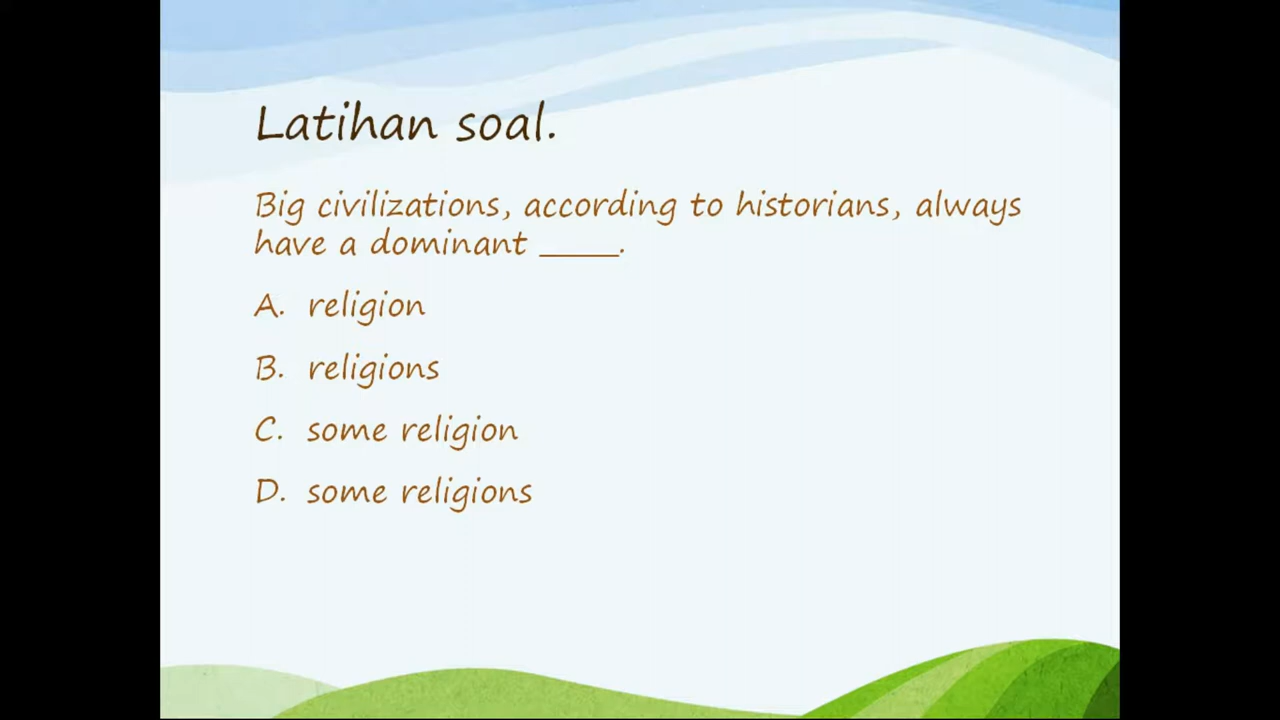 Latihan soal.
Big civilizations, according to historians, always
have a dominant _____.
A. religion
B. religions
C. some religion
D. some religions